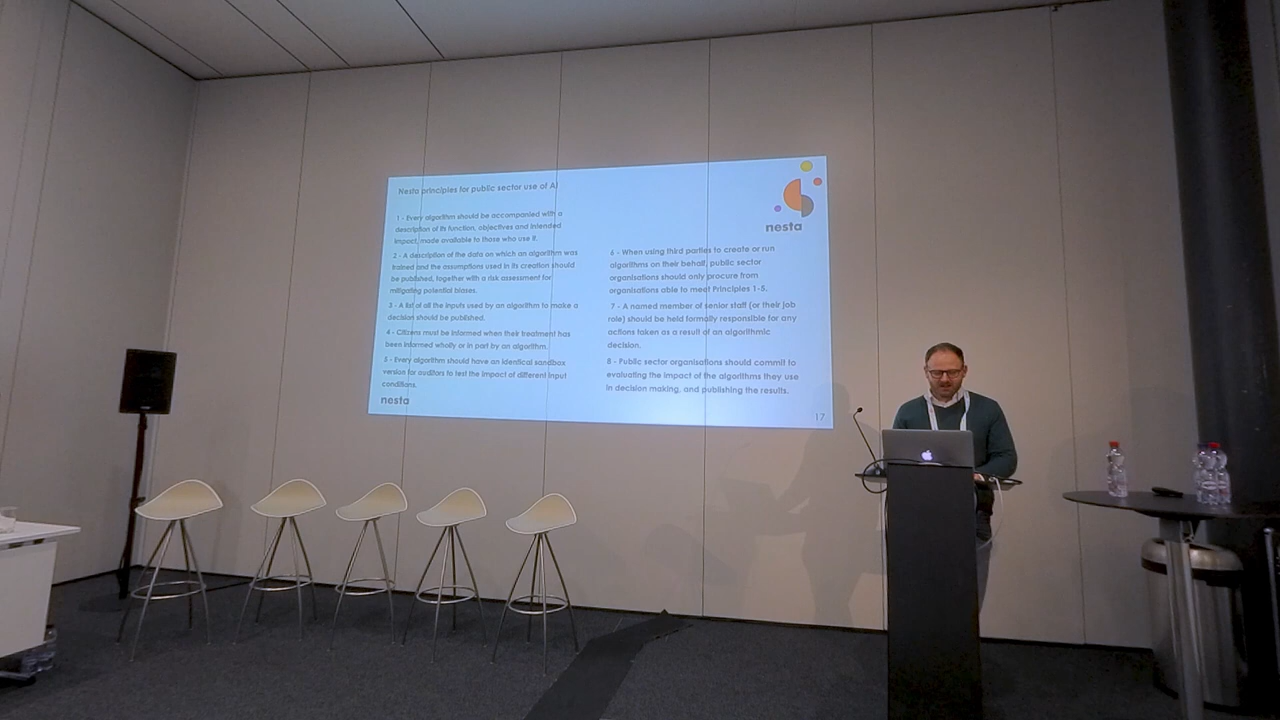 Nesta principles for public sector use of AI
1 - Every algorithm should be accompanied with a
description of its function, objectives and intended
impact, made available to those who use it.
2 - A description of the data on which an algorithm was
trained and the assumptions used in its creation should
be published, together with a risk assessment for
mitigating potential biases.
3 - A list of all the inputs used by an algorithm to make a
decision should be published.
4 - Citizens must be informed when their treatment has
been informed wholly or in part by an algorithm.
5 - Every algorithm should have an identical sandbox
version for auditors to test the impact of different input
conditions.
nesta
nesta
6 - When using third parties to create or run
algorithms on their behalf, public sector
organisations should only procure from
organisations able to meet Principles 1-5.
7 - A named member of senior staff (or their job
role) should be held formally responsible for any
actions taken as a result of an algorithmic
decision.
8 - Public sector organisations should commit to
evaluating the impact of the algorithms they use
in decision making, and publishing the results.
17